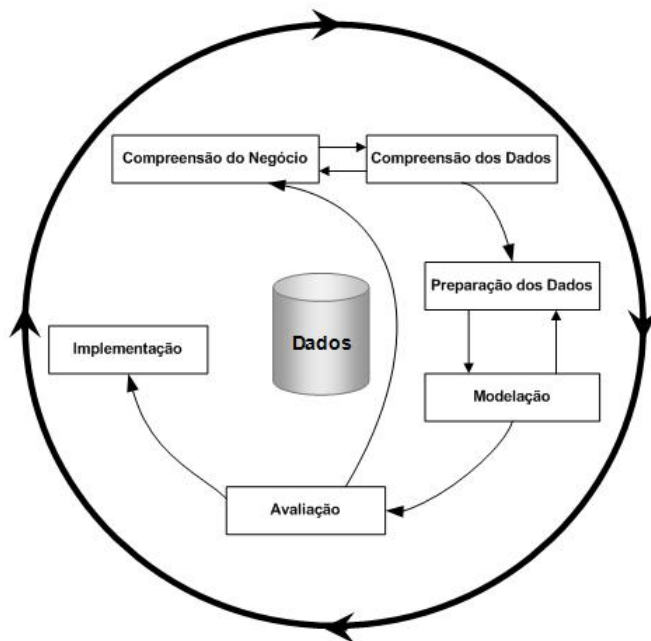 Compreensão do Negócio
Compreensão dos Dados
Preparação dos Dados
Dados
Implementação
Modelação
Avaliação